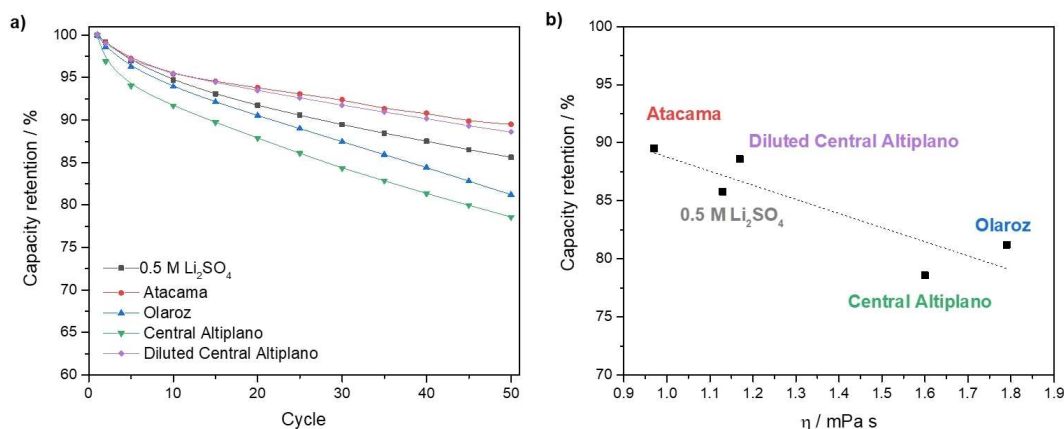 a)
Capacity retention / %
100
95
90
85
80
75
70
65
60
0.5 M Li₂SO₄
Atacama
Olaroz
Central Altiplano
Diluted Central Altiplano
0 10 20 30 40 50
Cycle
b)
Capacity retention / %
100
95
90
85
80
75
70
Atacama
Diluted Central Altiplano
0.5 M Li₂SO₄
Olaroz
Central Altiplano
0.9 1.0 1.1 1.2 1.3 1.4 1.5 1.6 1.7 1.8 1.9
η / mPa s